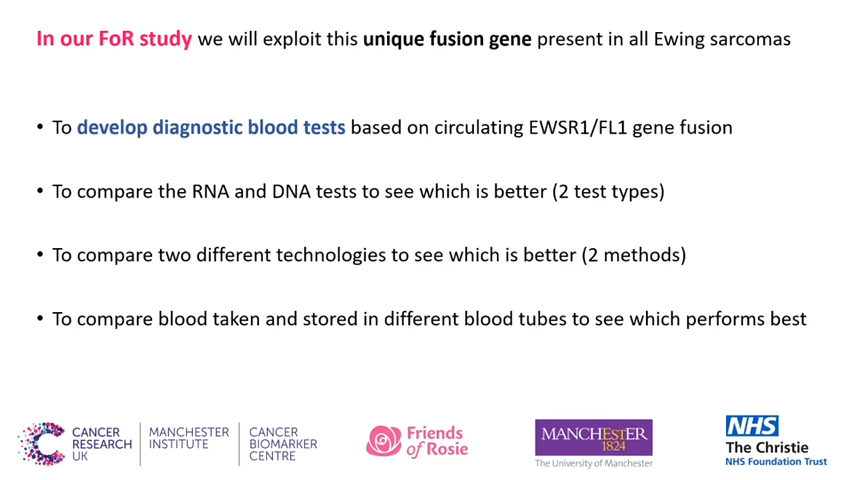 In our FoR study we will exploit this unique fusion gene present in all Ewing sarcomas
• To develop diagnostic blood tests based on circulating EWSR1/FL1 gene fusion
• To compare the RNA and DNA tests to see which is better (2 test types)
• To compare two different technologies to see which is better (2 methods)
• To compare blood taken and stored in different blood tubes to see which performs best
CANCER
RESEARCH
UK
MANCHESTER
INSTITUTE
CANCER
BIOMARKER
CENTRE
Friends
of Rosie
MANCHESTER
1824
The University of Manchester
NHS
The Christie
NHS Foundation Trust